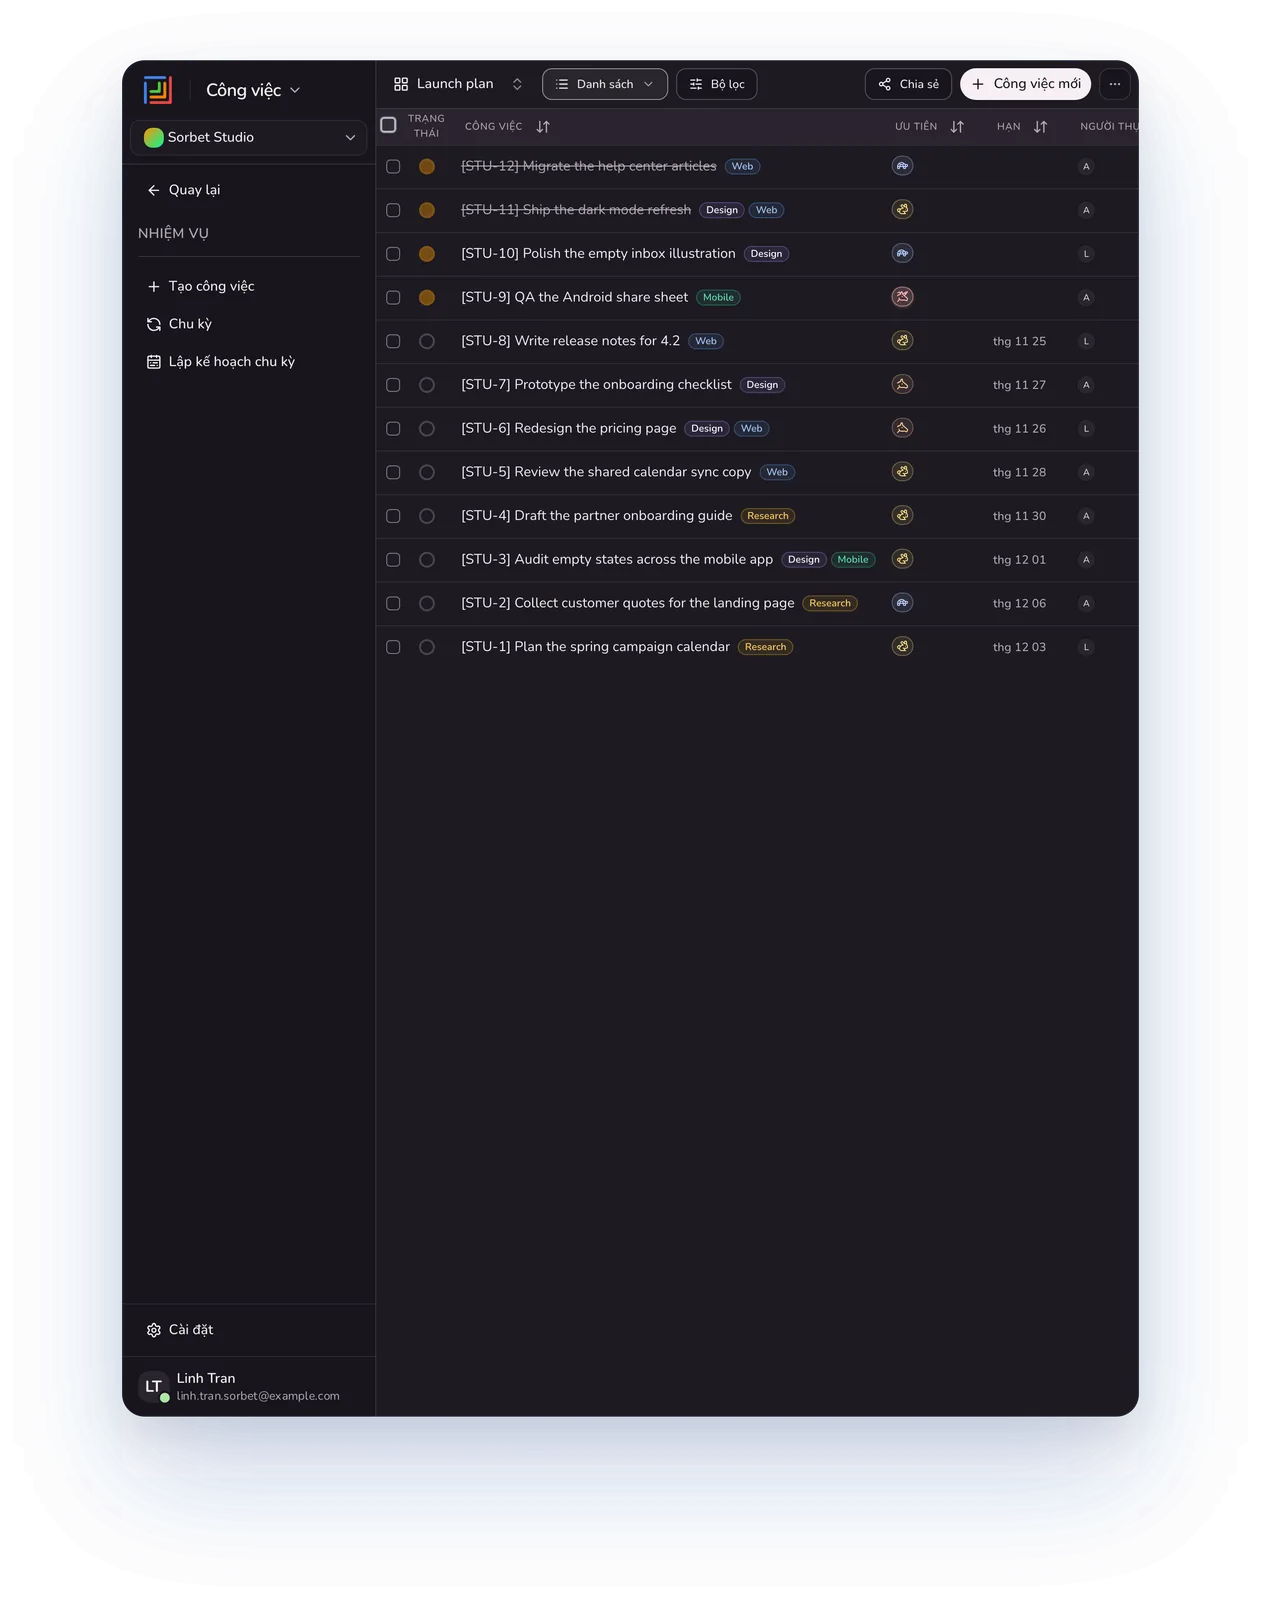 Công việc
Sorbet Studio
Quay lại
NHIỆM VỤ
Tạo công việc
Chu kỳ
Lập kế hoạch chu kỳ
Cài đặt
LT
Linh Tran
linh.tran.sorbet@example.com
Launch plan
Danh sách
Bộ lọc
Chia sẻ
Công việc mới
TRẠNG THÁI
CÔNG VIỆC
ƯU TIÊN
HẠN
NGƯỜI THỰ
[STU-12] Migrate the help center articles Web A
[STU-11] Ship the dark mode refresh Design Web A
[STU-10] Polish the empty inbox illustration Design L
[STU-9] QA the Android share sheet Mobile A
[STU-8] Write release notes for 4.2 Web thg 11 25 L
[STU-7] Prototype the onboarding checklist Design thg 11 27 A
[STU-6] Redesign the pricing page Design Web thg 11 26 L
[STU-5] Review the shared calendar sync copy Web thg 11 28 A
[STU-4] Draft the partner onboarding guide Research thg 11 30 A
[STU-3] Audit empty states across the mobile app Design Mobile thg 12 01 A
[STU-2] Collect customer quotes for the landing page Research thg 12 06 A
[STU-1] Plan the spring campaign calendar Research thg 12 03 L